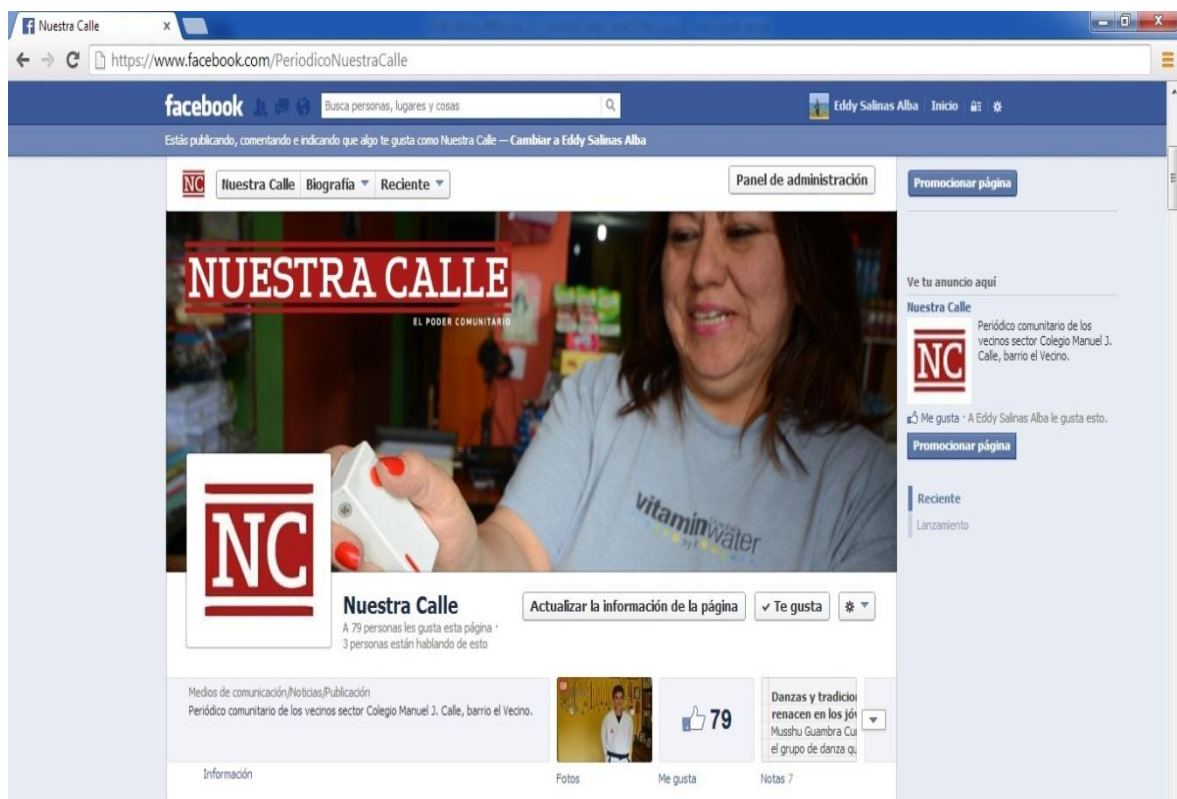 Nuestra Calle
https://www.facebook.com/PeriodicoNuestraCalle
facebook Busca personas, lugares y cosas Eddy Salinas Alba Inicio
Estás publicando, comentando e indicando que algo te gusta como Nuestra Calle — Cambiar a Eddy Salinas Alba
NC Nuestra Calle Biografía Reciente Panel de administración
NUESTRA CALLE
EL PODER COMUNITARIO
vitaminwater
NC
Nuestra Calle
A 79 personas les gusta esta página ·
3 personas están hablando de esto
Actualizar la información de la página ✓ Te gusta
Medios de comunicación/Noticias/Publicación
Periódico comunitario de los vecinos sector Colegio Manuel J. Calle, barrio el Vecino.
Información
79
Danzas y tradicion
renacen en los jóv
Musshu Guambra Cu
el grupo de danza qu
Fotos
Me gusta
Notas 7
Promocionar página
Ve tu anuncio aquí
Nuestra Calle
NC
Periódico comunitario de los
vecinos sector Colegio Manuel J.
Calle, barrio el Vecino.
Me gusta · A Eddy Salinas Alba le gusta esto.
Promocionar página
Reciente
Lanzamiento